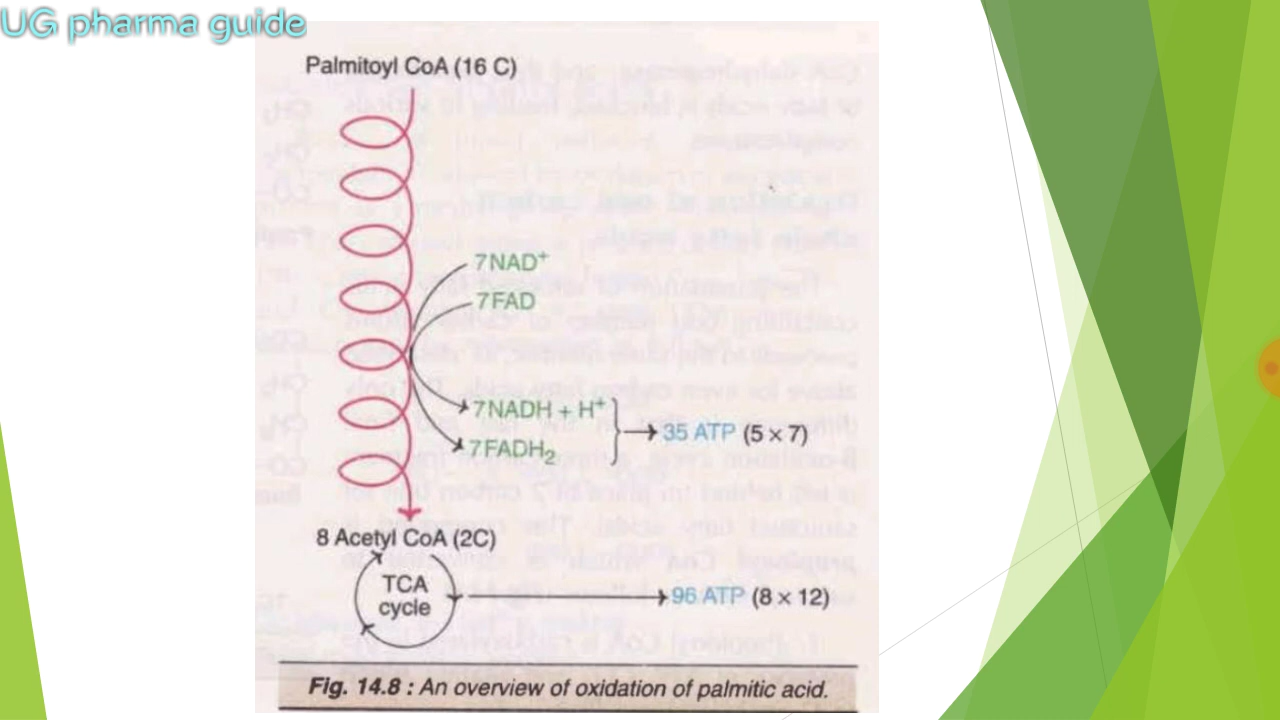 UG pharma guide
Palmitoyl CoA (16 C)
7NAD⁺
7FAD
7NADH + H⁺
7FADH₂
35 ATP (5 × 7)
8 Acetyl CoA (2C)
TCA
cycle
96 ATP (8 × 12)
Fig. 14.8 : An overview of oxidation of palmitic acid.